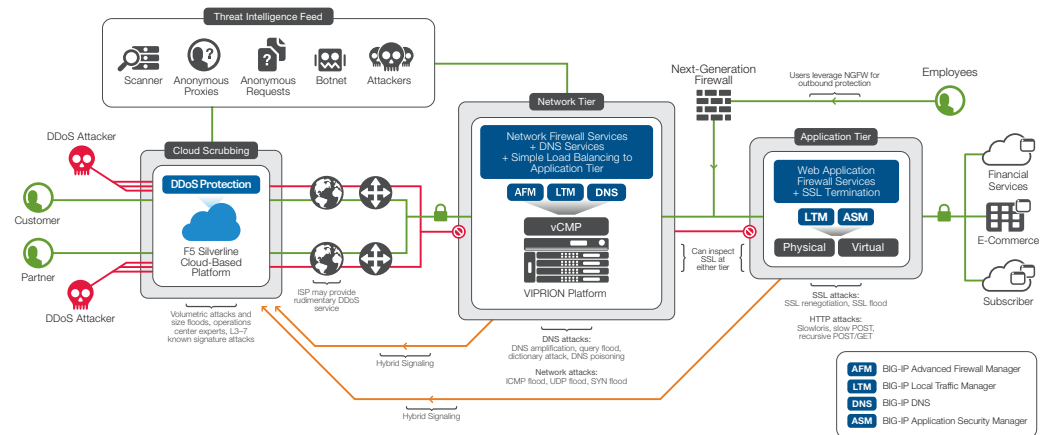 Threat Intelligence Feed
Scanner
Anonymous
Proxies
Anonymous
Requests
Botnet
Attackers
Next-Generation
Firewall
Users leverage NGFW for
outbound protection
Employees
DDoS Attacker
Customer
Partner
DDoS Attacker
Cloud Scrubbing
DDoS Protection
F5 Silverline
Cloud-Based
Platform
Volumetric attacks and
size floods, operations
center experts, L3–7
known signature attacks
ISP may provide
rudimentary DDoS
service
Network Tier
Network Firewall Services
+ DNS Services
+ Simple Load Balancing to
Application Tier
AFM
LTM
DNS
vCMP
VIPRION Platform
DNS attacks:
DNS amplification, query flood,
dictionary attack, DNS poisoning
Network attacks:
ICMP flood, UDP flood, SYN flood
Hybrid Signaling
Hybrid Signaling
Can inspect
SSL at
either tier
Application Tier
Web Application
Firewall Services
+ SSL Termination
LTM
ASM
Physical
Virtual
SSL attacks:
SSL renegotiation, SSL flood
HTTP attacks:
Slowloris, slow POST,
recursive POST/GET
Financial
Services
E-Commerce
Subscriber
AFM BIG-IP Advanced Firewall Manager
LTM BIG-IP Local Traffic Manager
DNS BIG-IP DNS
ASM BIG-IP Application Security Manager